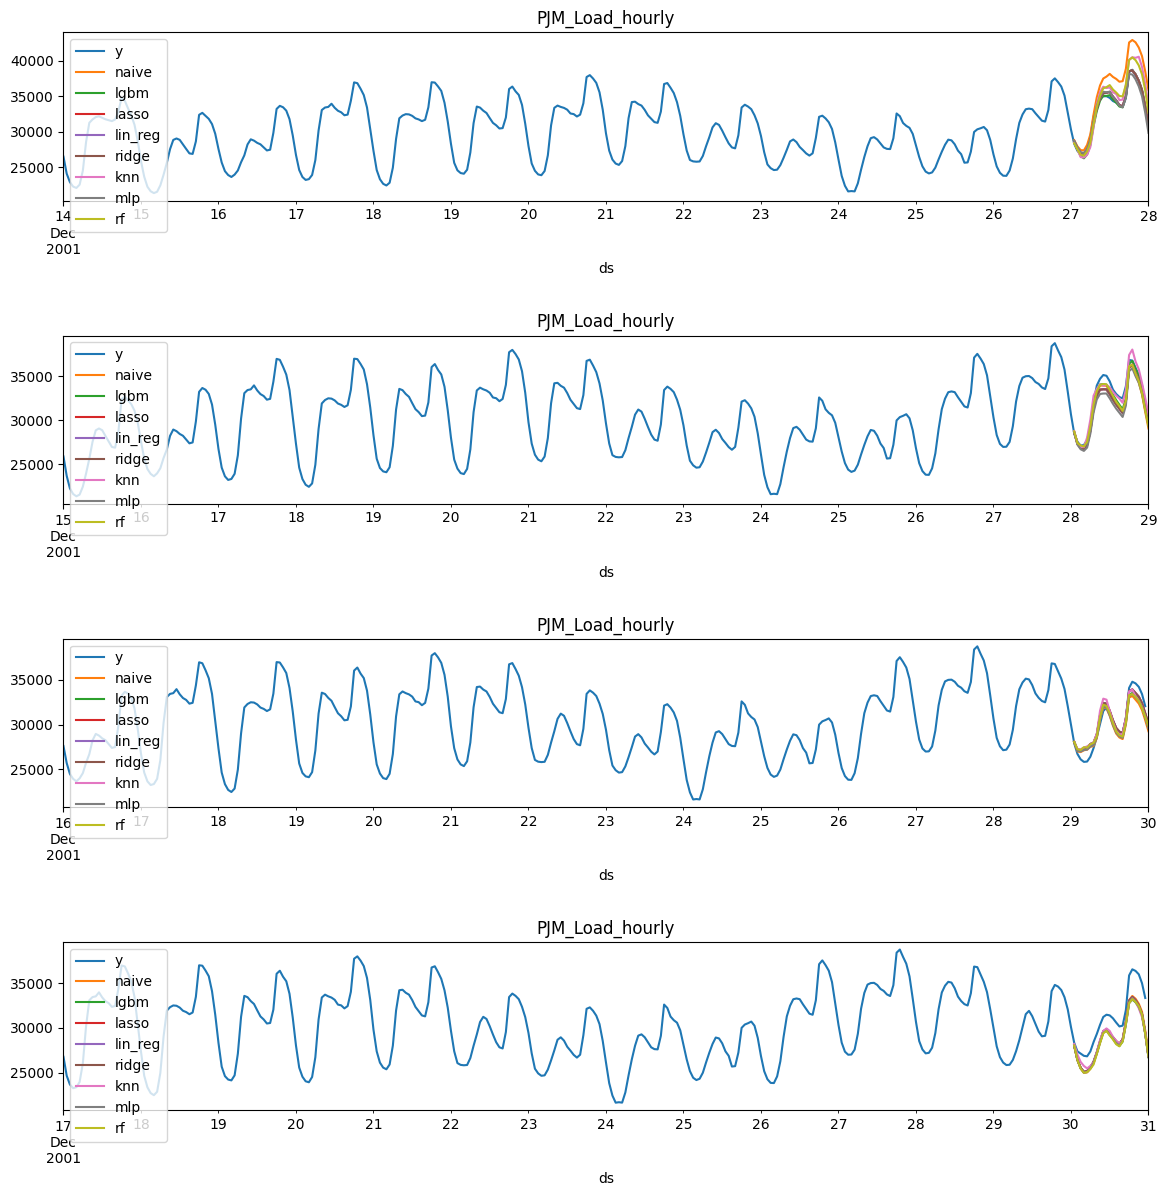 PJM_Load_hourly
40000
35000
30000
25000
y
naive
lgbm
lasso
lin_reg
ridge
knn
mlp
rf
14 15 16 17 18 19 20 21 22 23 24 25 26 27 28
Dec
2001
ds
PJM_Load_hourly
35000
30000
25000
y
naive
lgbm
lasso
lin_reg
ridge
knn
mlp
rf
15 16 17 18 19 20 21 22 23 24 25 26 27 28 29
Dec
2001
ds
PJM_Load_hourly
35000
30000
25000
y
naive
lgbm
lasso
lin_reg
ridge
knn
mlp
rf
16 17 18 19 20 21 22 23 24 25 26 27 28 29 30
Dec
2001
ds
PJM_Load_hourly
35000
30000
25000
y
naive
lgbm
lasso
lin_reg
ridge
knn
mlp
rf
17 18 19 20 21 22 23 24 25 26 27 28 29 30 31
Dec
2001
ds